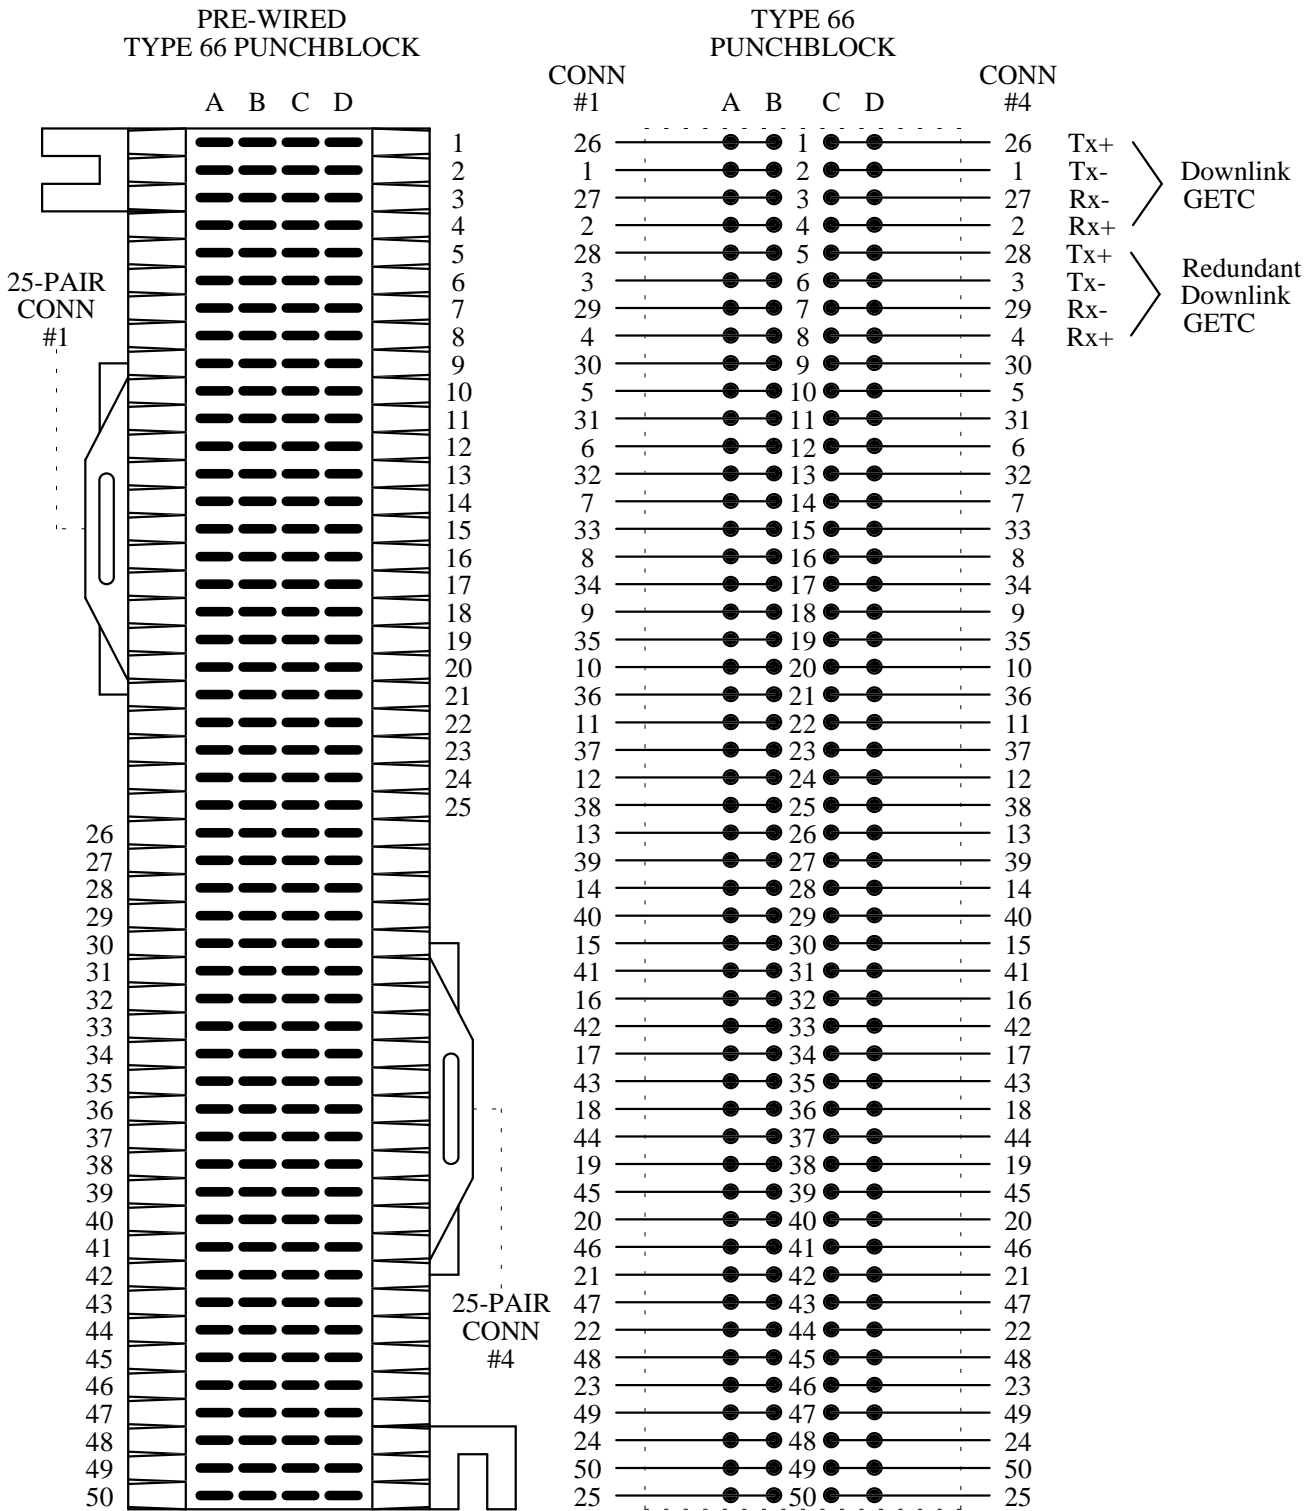 PRE-WIRED
TYPE 66 PUNCHBLOCK
TYPE 66
PUNCHBLOCK
CONN
#1
CONN
#4
A B C D
A B C D
1 26 1 26 Tx+
2 1 2 1 Tx-
3 27 3 27 Rx-
4 2 4 2 Rx+
Downlink
GETC
5 28 5 28 Tx+
6 3 6 3 Tx-
7 29 7 29 Rx-
8 4 8 4 Rx+
Redundant
Downlink
GETC
25-PAIR
CONN
#1
9 30 9 30
10 5 10 5
11 31 11 31
12 6 12 6
13 32 13 32
14 7 14 7
15 33 15 33
16 8 16 8
17 34 17 34
18 9 18 9
19 35 19 35
20 10 20 10
21 36 21 36
22 11 22 11
23 37 23 37
24 12 24 12
25 38 25 38
26 13 26 13
27 39 27 39
28 14 28 14
29 40 29 40
30 15 30 15
31 41 31 41
32 16 32 16
33 42 33 42
34 17 34 17
35 43 35 43
36 18 36 18
37 44 37 44
38 19 38 19
39 45 39 45
40 20 40 20
41 46 41 46
42 21 42 21
43 47 43 47
44 22 44 22
45 48 45 48
46 23 46 23
47 49 47 49
48 24 48 24
49 50 49 50
50 25 50 25
25-PAIR
CONN
#4